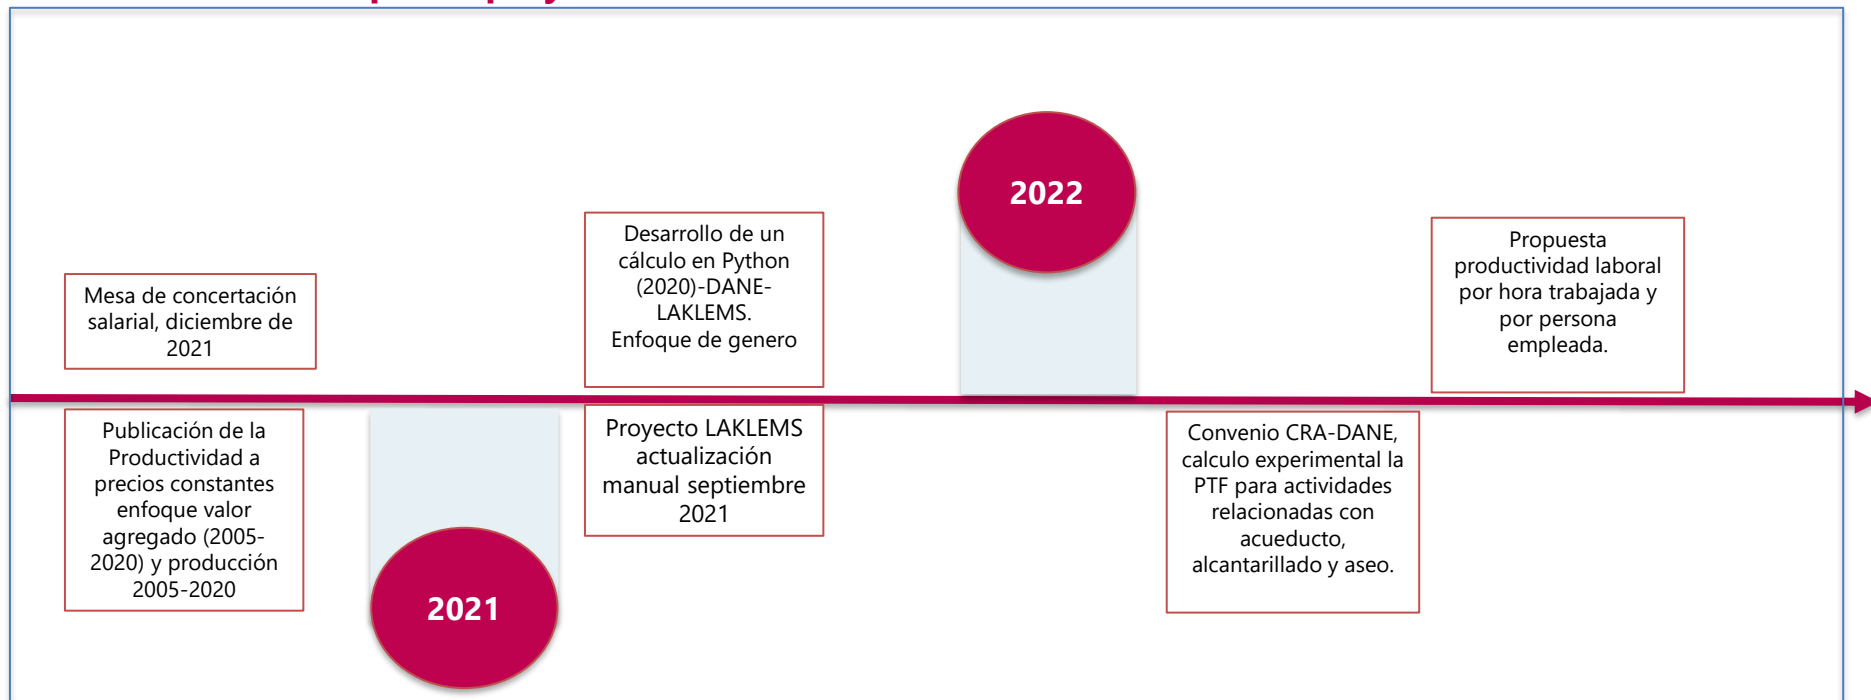 Mesa de concertación
salarial, diciembre de
2021
Publicación de la
Productividad a
precios constantes
enfoque valor
agregado (2005-
2020) y producción
2005-2020
2021
Desarrollo de un
cálculo en Python
(2020)-DANE-
LAKLEMS.
Enfoque de genero
Proyecto LAKLEMS
actualización
manual septiembre
2021
2022
Convenio CRA-DANE,
calculo experimental la
PTF para actividades
relacionadas con
acueducto,
alcantarillado y aseo.
Propuesta
productividad laboral
por hora trabajada y
por persona
empleada.